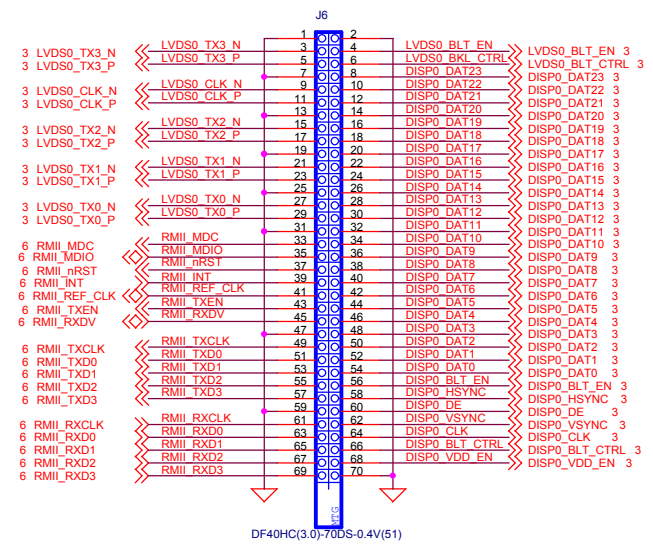 J6
1 2
3 LVDS0_TX3_N LVDS0_TX3_N 3 4 LVDS0_BLT_EN LVDS0_BLT_EN 3
3 LVDS0_TX3_P LVDS0_TX3_P 5 6 LVDS0_BKL_CTRL LVDS0_BLT_CTRL 3
7 8 DISP0_DAT23 DISP0_DAT23 3
3 LVDS0_CLK_N LVDS0_CLK_N 9 10 DISP0_DAT22 DISP0_DAT22 3
3 LVDS0_CLK_P LVDS0_CLK_P 11 12 DISP0_DAT21 DISP0_DAT21 3
13 14 DISP0_DAT20 DISP0_DAT20 3
3 LVDS0_TX2_N LVDS0_TX2_N 15 16 DISP0_DAT19 DISP0_DAT19 3
3 LVDS0_TX2_P LVDS0_TX2_P 17 18 DISP0_DAT18 DISP0_DAT18 3
19 20 DISP0_DAT17 DISP0_DAT17 3
3 LVDS0_TX1_N LVDS0_TX1_N 21 22 DISP0_DAT16 DISP0_DAT16 3
3 LVDS0_TX1_P LVDS0_TX1_P 23 24 DISP0_DAT15 DISP0_DAT15 3
25 26 DISP0_DAT14 DISP0_DAT14 3
3 LVDS0_TX0_N LVDS0_TX0_N 27 28 DISP0_DAT13 DISP0_DAT13 3
3 LVDS0_TX0_P LVDS0_TX0_P 29 30 DISP0_DAT12 DISP0_DAT12 3
31 32 DISP0_DAT11 DISP0_DAT11 3
6 RMII_MDC RMII_MDC 33 34 DISP0_DAT10 DISP0_DAT10 3
6 RMII_MDIO RMII_MDIO 35 36 DISP0_DAT9 DISP0_DAT9 3
6 RMII_nRST RMII_nRST 37 38 DISP0_DAT8 DISP0_DAT8 3
6 RMII_INT RMII_INT 39 40 DISP0_DAT7 DISP0_DAT7 3
6 RMII_REF_CLK RMII_REF_CLK 41 42 DISP0_DAT6 DISP0_DAT6 3
6 RMII_TXEN RMII_TXEN 43 44 DISP0_DAT5 DISP0_DAT5 3
6 RMII_RXDV RMII_RXDV 45 46 DISP0_DAT4 DISP0_DAT4 3
47 48 DISP0_DAT3 DISP0_DAT3 3
6 RMII_TXCLK RMII_TXCLK 49 50 DISP0_DAT2 DISP0_DAT2 3
6 RMII_TXD0 RMII_TXD0 51 52 DISP0_DAT1 DISP0_DAT1 3
6 RMII_TXD1 RMII_TXD1 53 54 DISP0_DAT0 DISP0_DAT0 3
6 RMII_TXD2 RMII_TXD2 55 56 DISP0_BLT_EN DISP0_BLT_EN 3
6 RMII_TXD3 RMII_TXD3 57 58 DISP0_HSYNC DISP0_HSYNC 3
59 60 DISP0_DE DISP0_DE 3
6 RMII_RXCLK RMII_RXCLK 61 62 DISP0_VSYNC DISP0_VSYNC 3
6 RMII_RXD0 RMII_RXD0 63 64 DISP0_CLK DISP0_CLK 3
6 RMII_RXD1 RMII_RXD1 65 66 DISP0_BLT_CTRL DISP0_BLT_CTRL 3
6 RMII_RXD2 RMII_RXD2 67 68 DISP0_VDD_EN DISP0_VDD_EN 3
6 RMII_RXD3 RMII_RXD3 69 70
MTG
DF40HC(3.0)-70DS-0.4V(51)